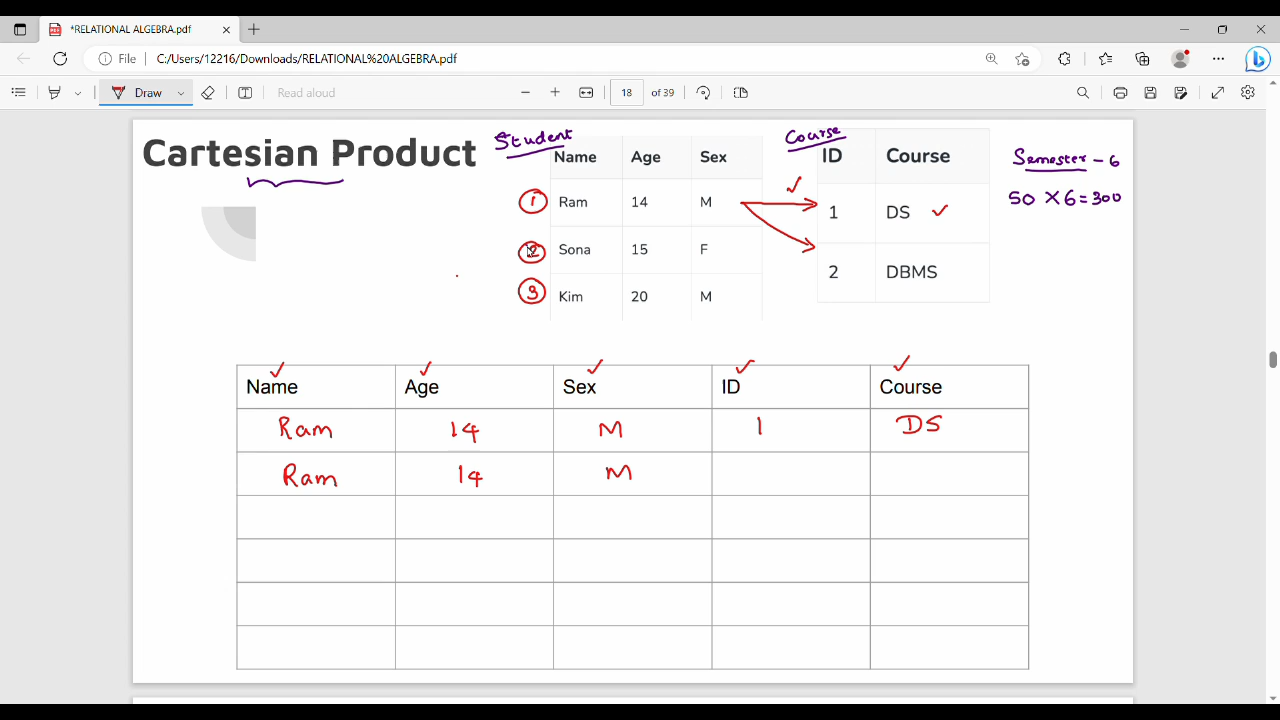 *RELATIONAL ALGEBRA.pdf
File C:/Users/12216/Downloads/RELATIONAL%20ALGEBRA.pdf
Draw Read aloud 18 of 39
Cartesian Product
Student
Name Age Sex
1 Ram 14 M
2 Sona 15 F
3 Kim 20 M
Course
ID Course
1 DS
2 DBMS
Semester - 6
50 X 6 = 300
Name Age Sex ID Course
Ram 14 M 1 DS
Ram 14 M